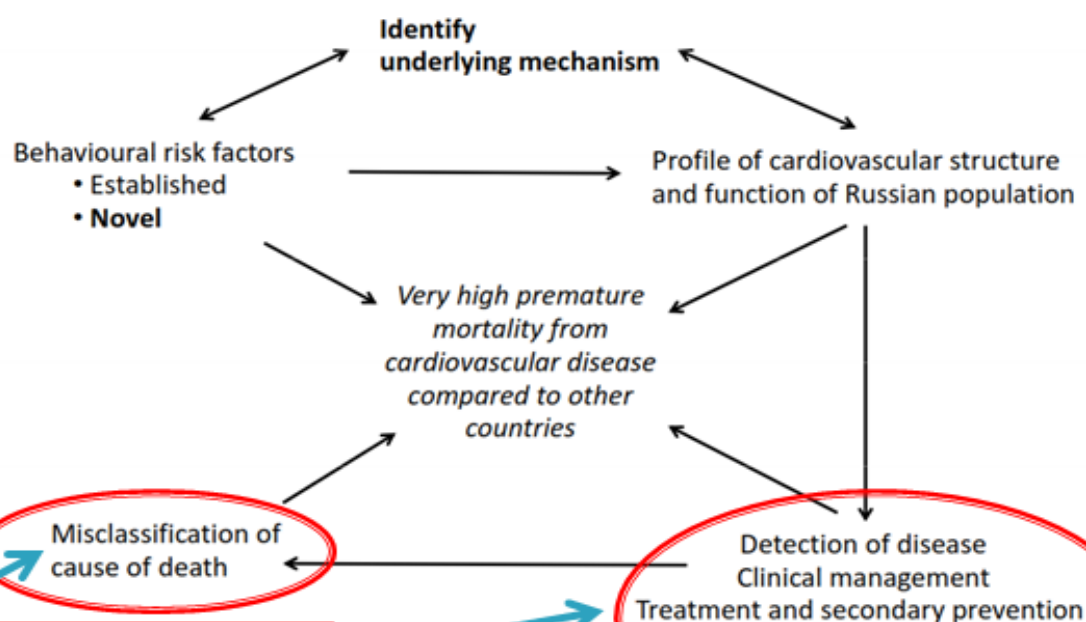 Identify
underlying mechanism
Behavioural risk factors
• Established
• Novel
Profile of cardiovascular structure
and function of Russian population
Very high premature
mortality from
cardiovascular disease
compared to other
countries
Misclassification of
cause of death
Detection of disease
Clinical management
Treatment and secondary prevention